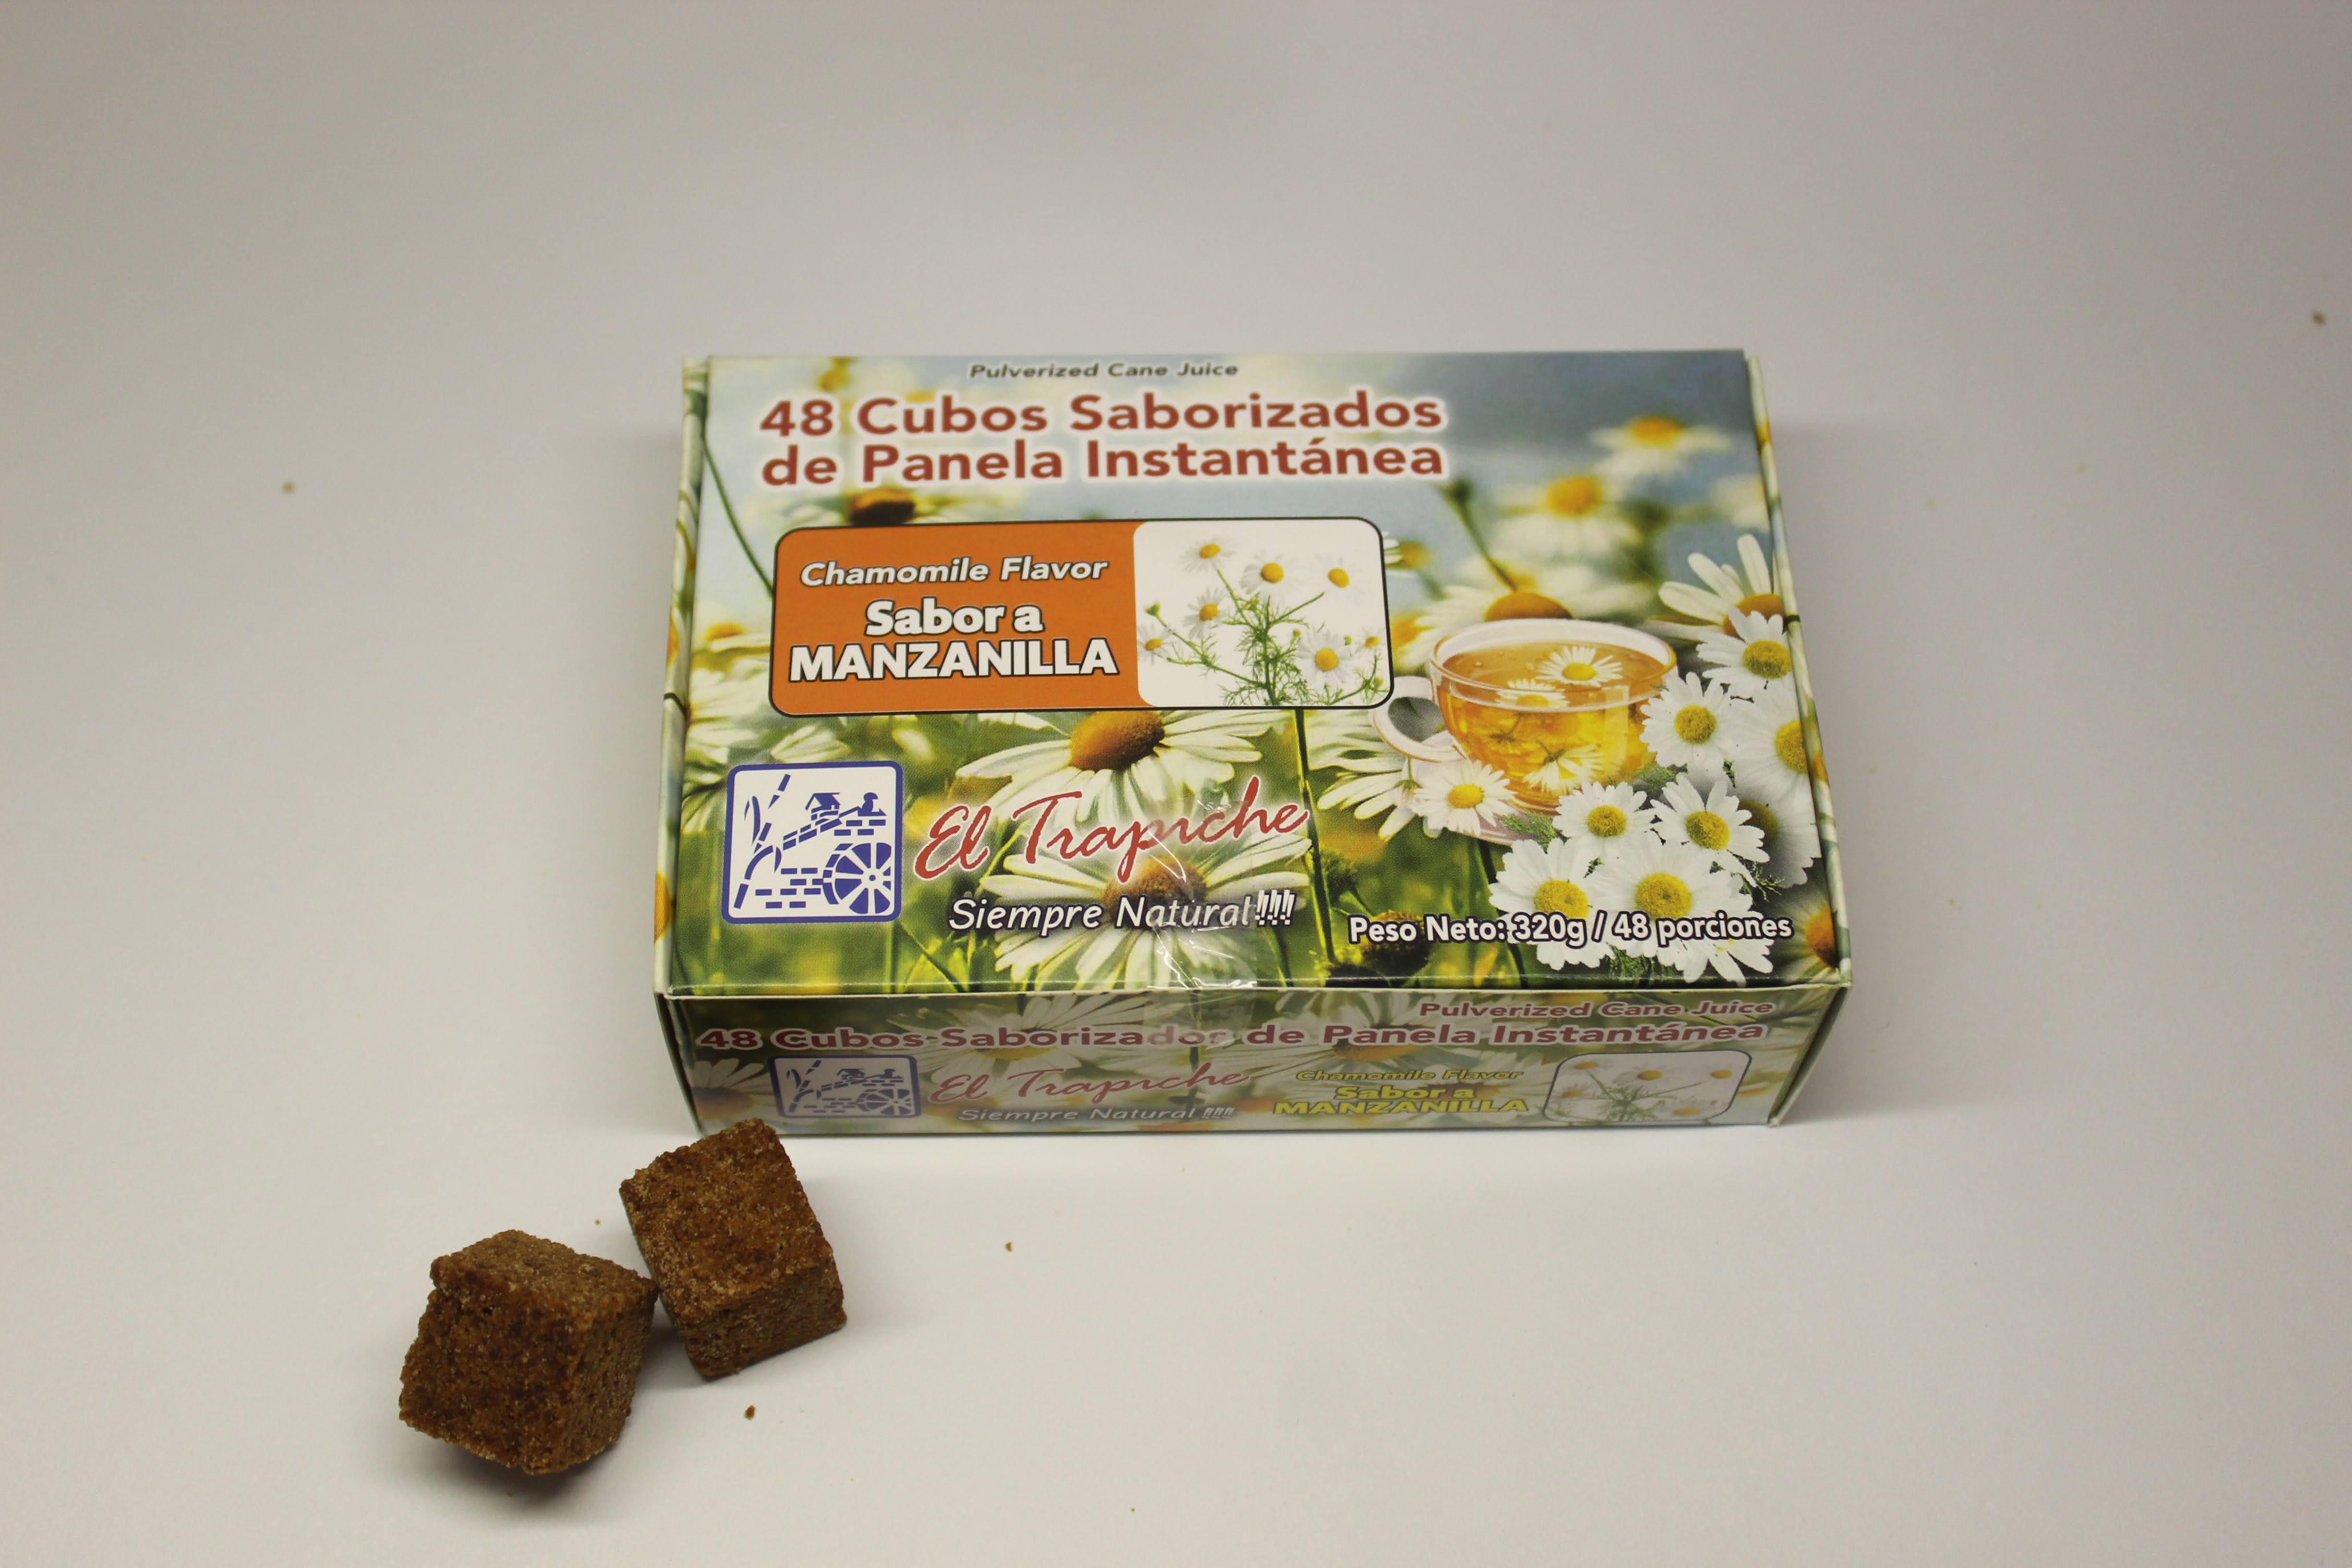 Pulverized Cane Juice
48 Cubos Saborizados
de Panela Instantánea
Chamomile Flavor
Sabor a
MANZANILLA
El Trapiche
Siempre Natural!!!!
Peso Neto: 320g / 48 porciones
Pulverized Cane Juice
48 Cubos Saborizados de Panela Instantánea
El Trapiche
Siempre Natural !!!!
Chamomile Flavor
Sabor a
MANZANILLA